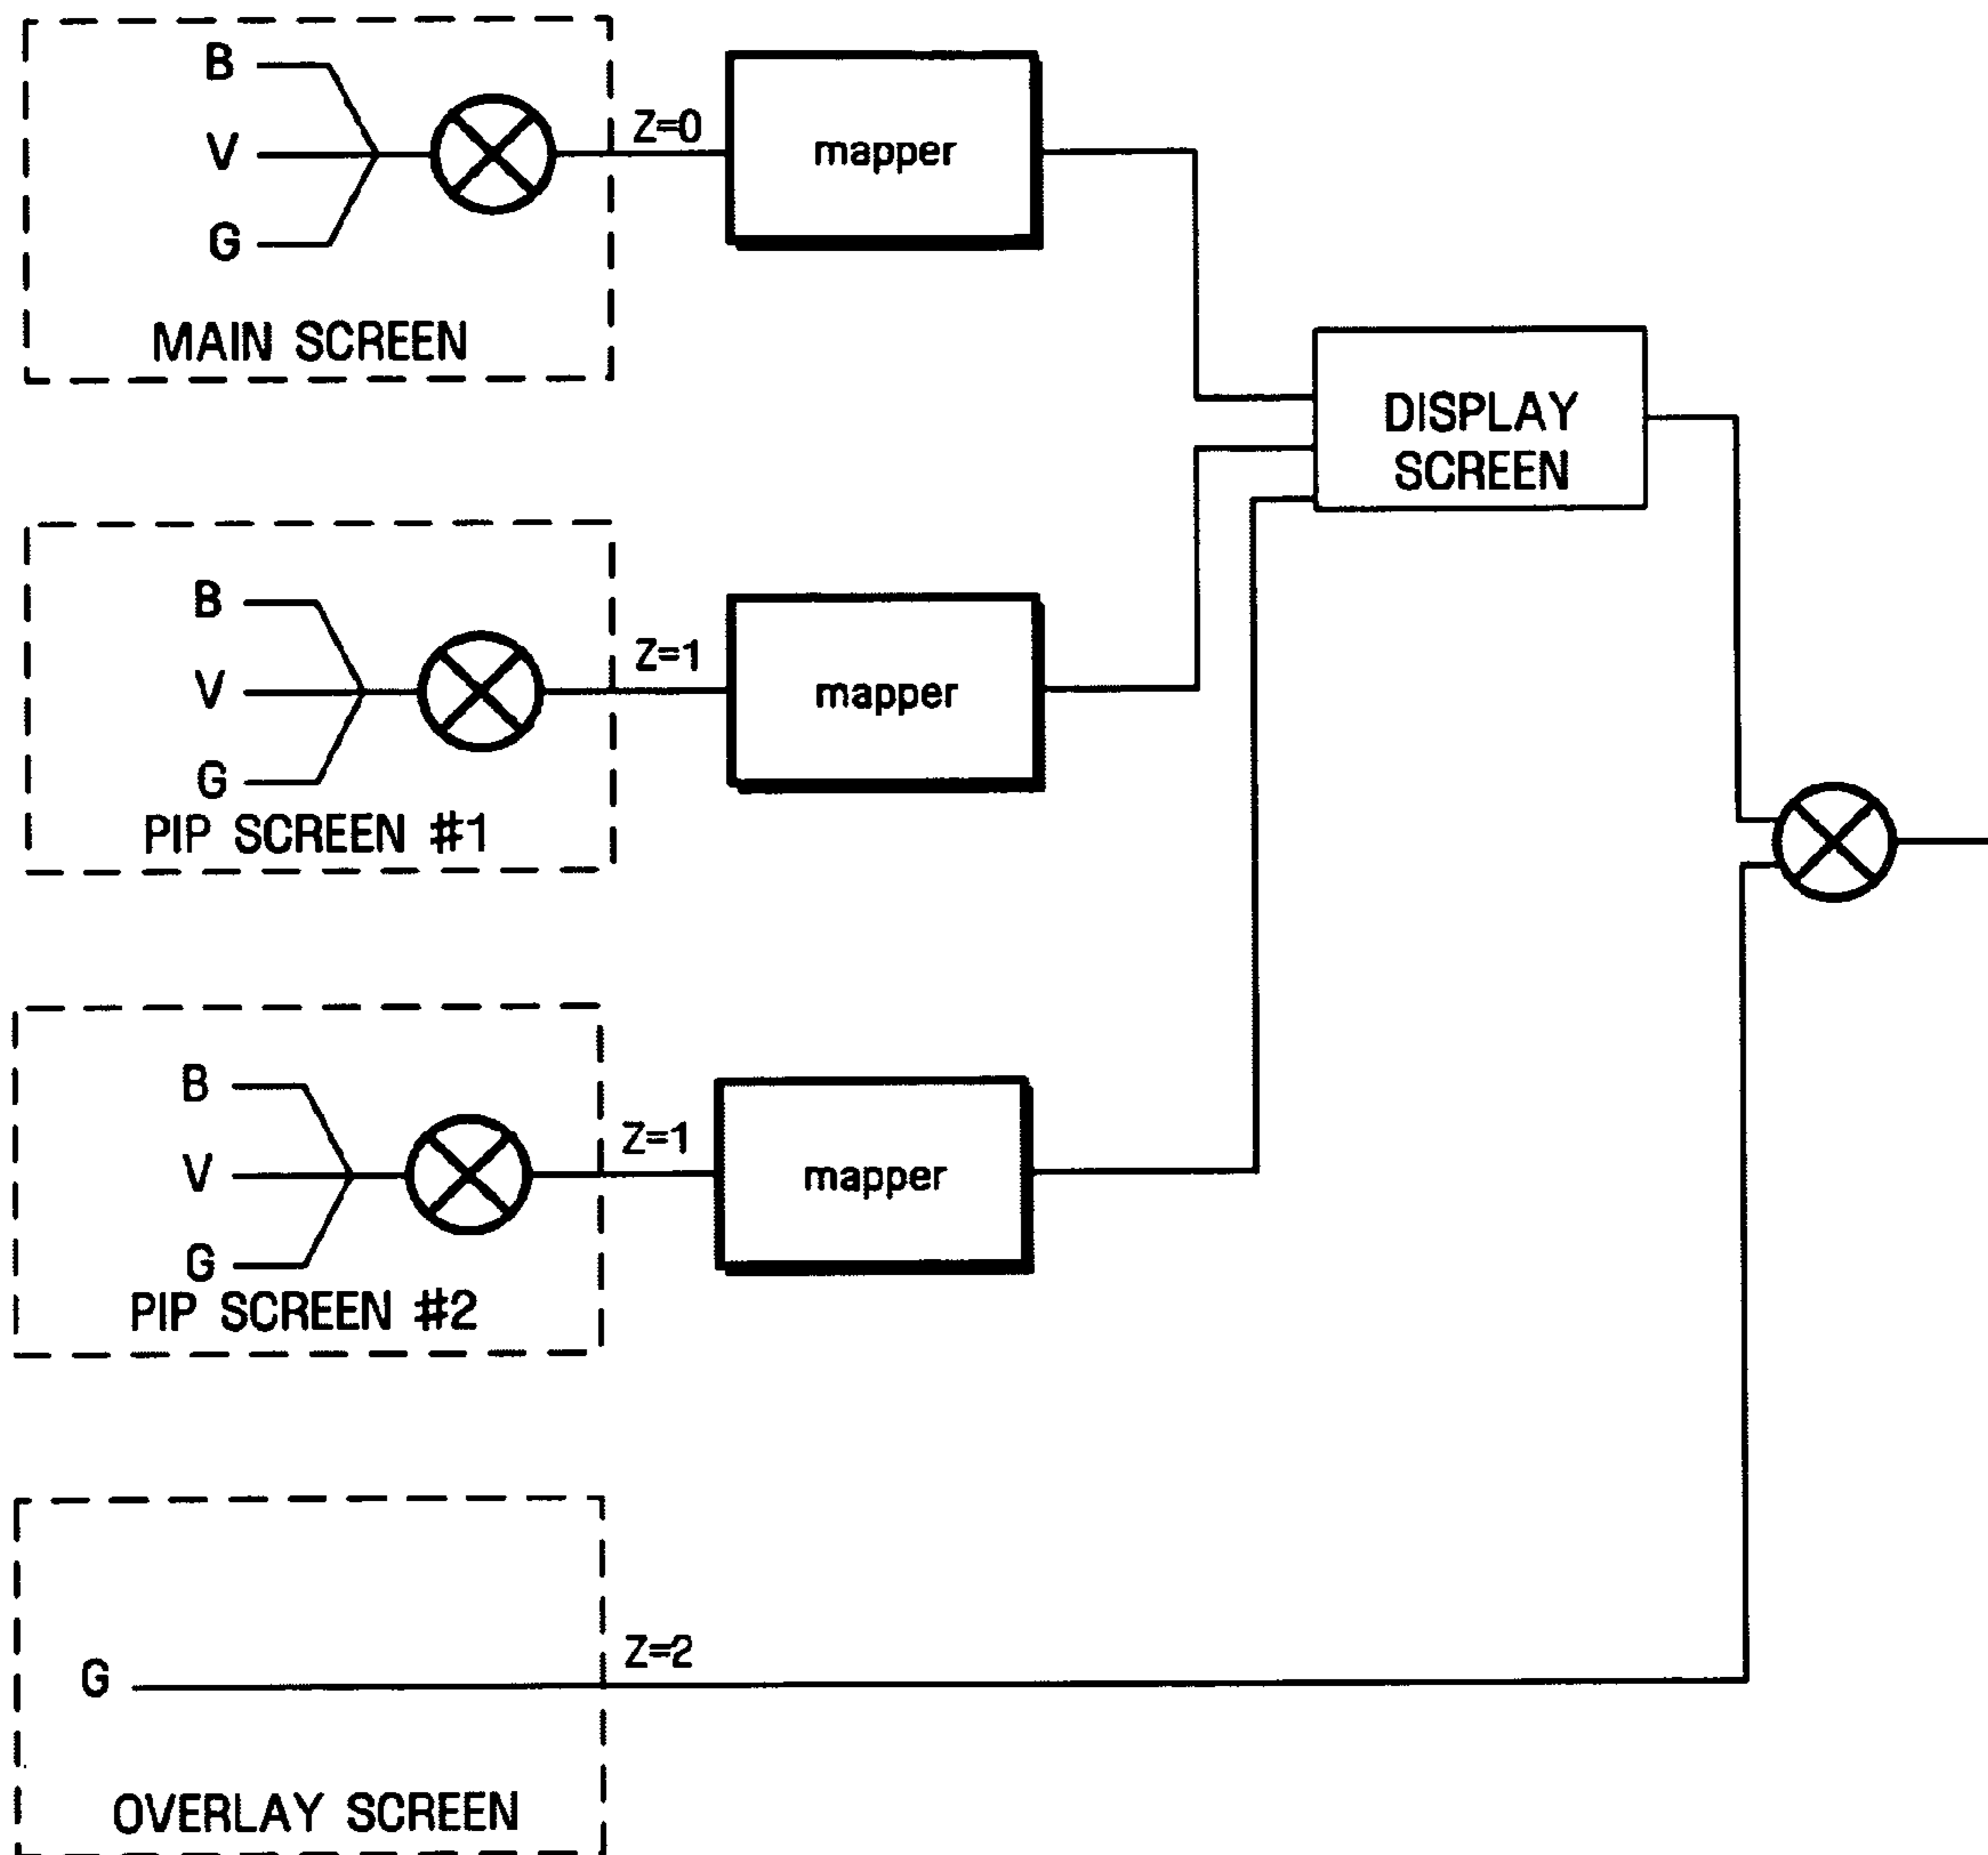 B
V
G
Z=0
mapper
MAIN SCREEN
DISPLAY
SCREEN
B
V
G
Z=1
mapper
PIP SCREEN #1
B
V
G
Z=1
mapper
PIP SCREEN #2
G
Z=2
OVERLAY SCREEN